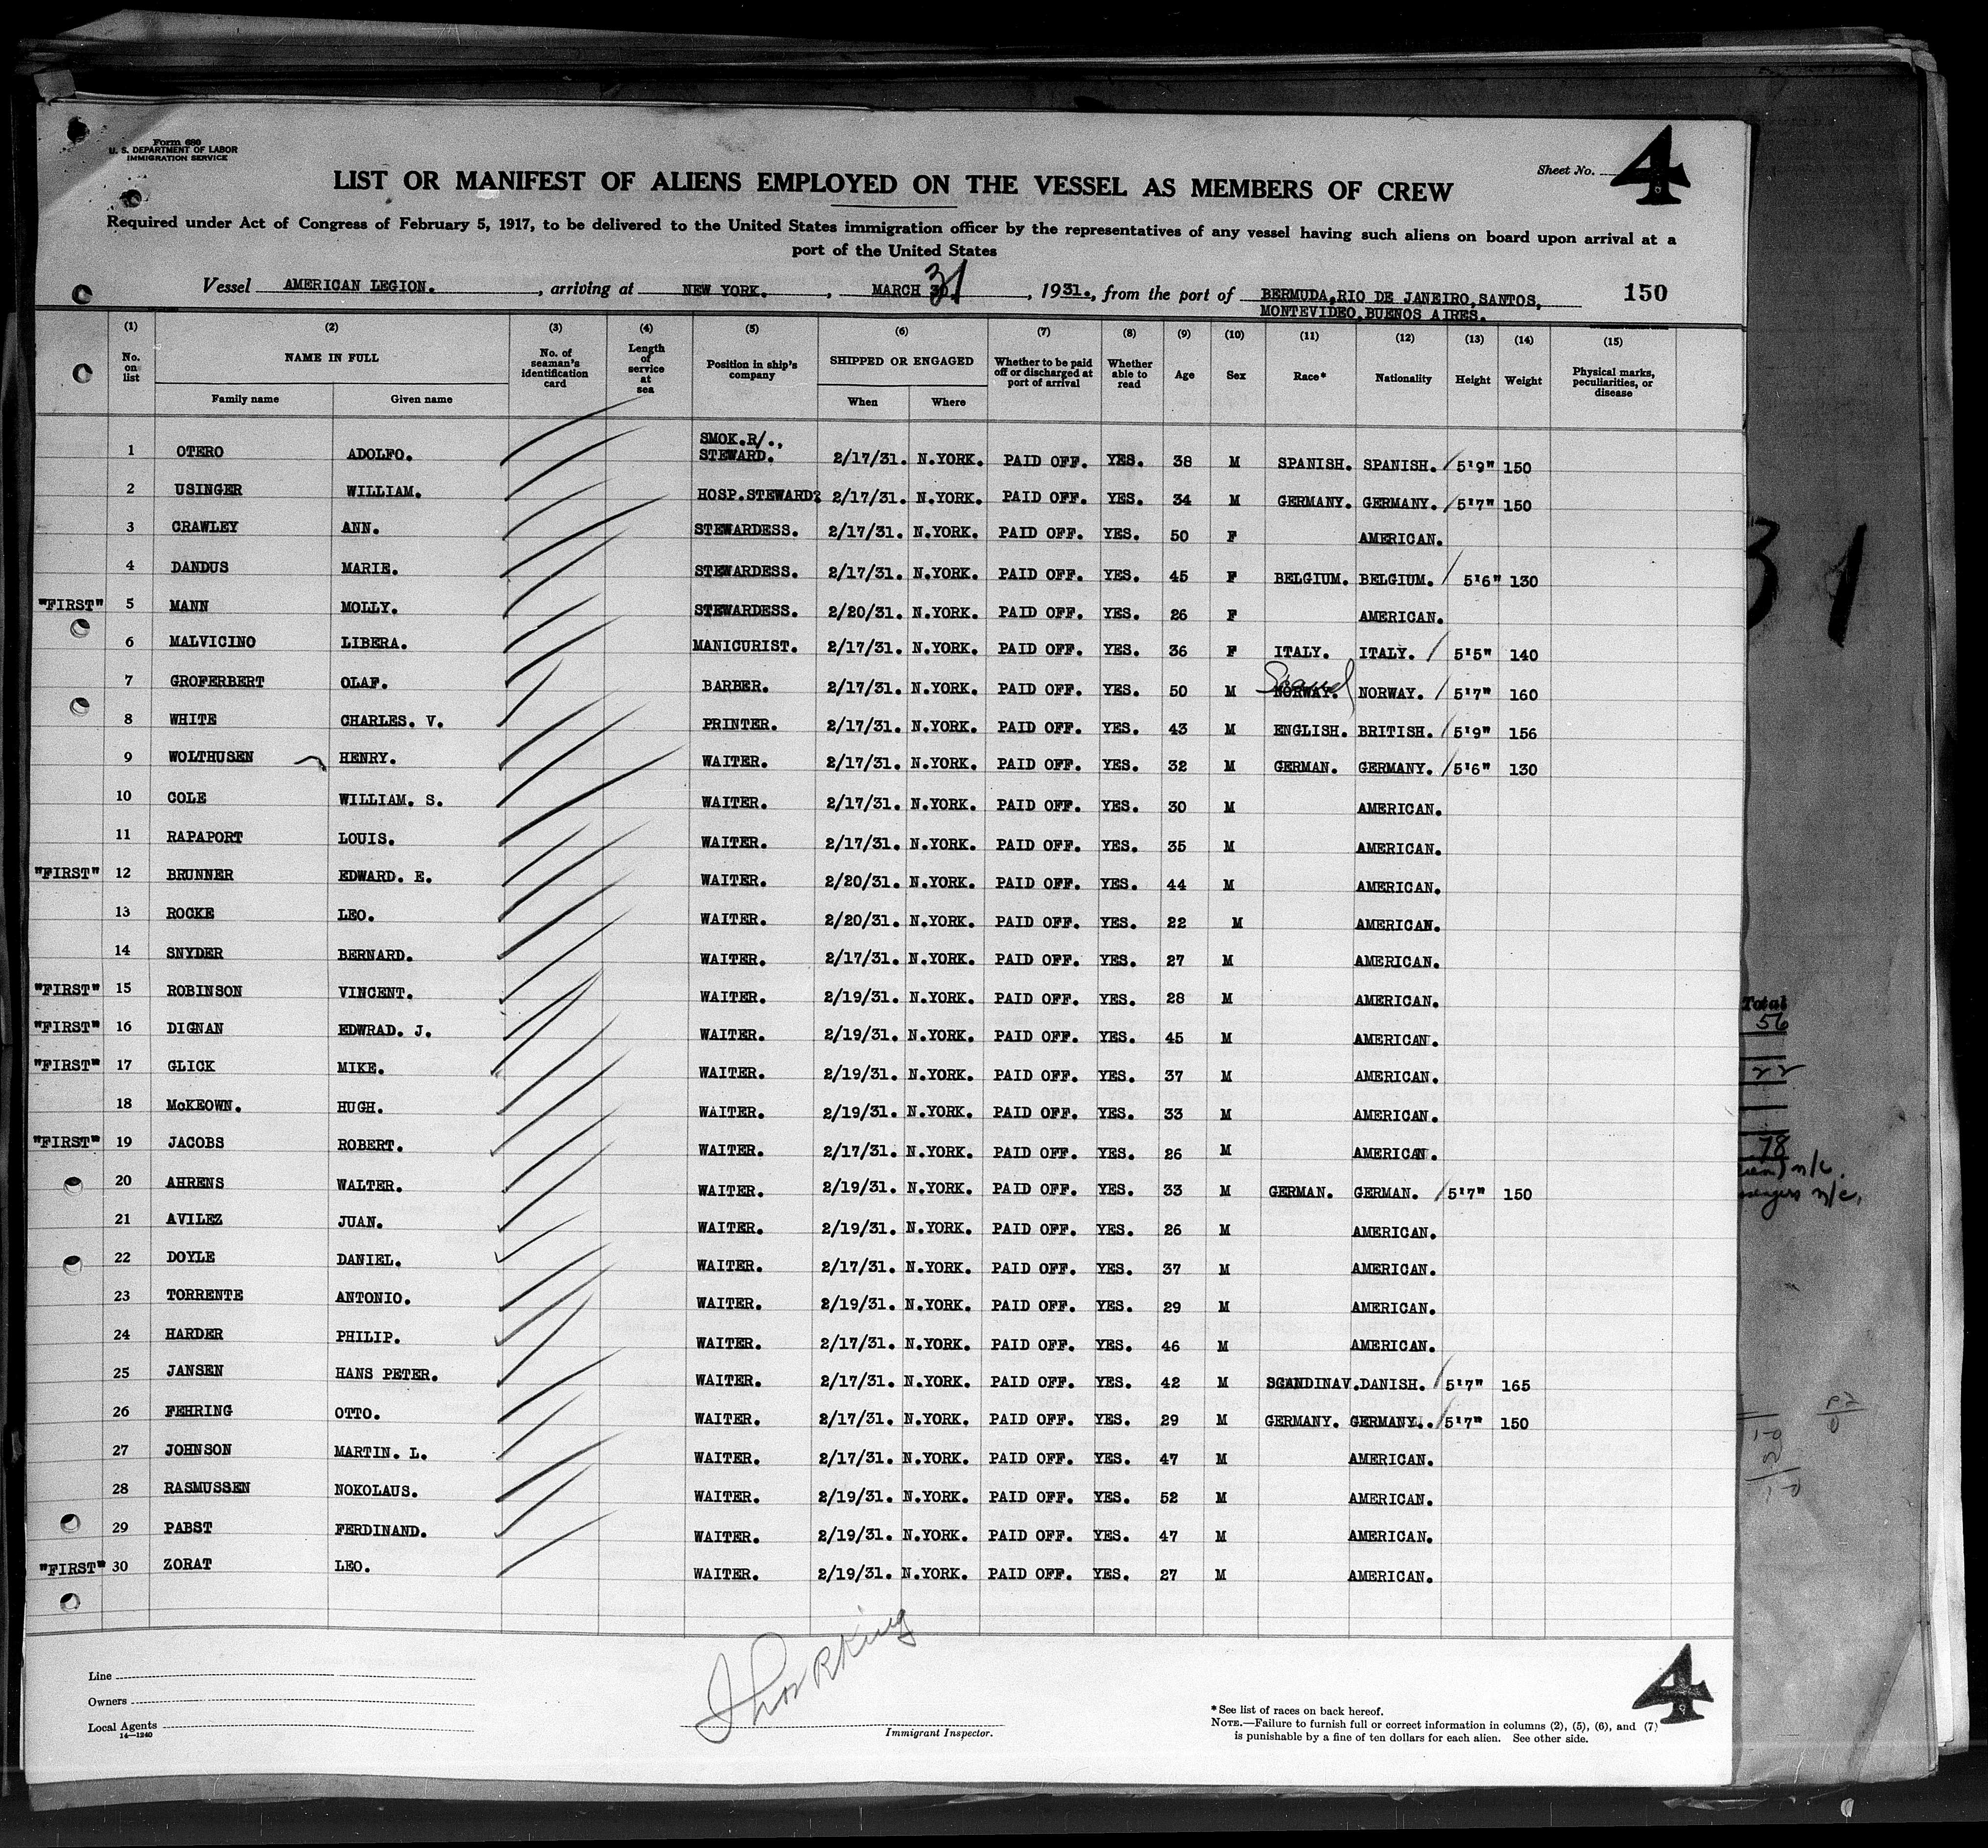 Form 680
U. S. DEPARTMENT OF LABOR
IMMIGRATION SERVICE
Sheet No. 4
LIST OR MANIFEST OF ALIENS EMPLOYED ON THE VESSEL AS MEMBERS OF CREW
Required under Act of Congress of February 5, 1917, to be delivered to the United States immigration officer by the representatives of any vessel having such aliens on board upon arrival at a
port of the United States
Vessel AMERICAN LEGION., arriving at NEW YORK., MARCH 31, 1931., from the port of BERMUDA, RIO DE JANEIRO, SANTOS, 150
MONTEVIDEO, BUENOS AIRES.
(1) (2) (3) (4) (5) (6) (7) (8) (9) (10) (11) (12) (13) (14) (15)
No. on list NAME IN FULL No. of seaman's identification card Length of service at sea Position in ship's company SHIPPED OR ENGAGED Whether to be paid off or discharged at port of arrival Whether able to read Age Sex Race* Nationality Height Weight Physical marks, peculiarities, or disease
Family name Given name When Where
1 OTERO ADOLFO. SMOK.R/., STEWARD. 2/17/31. N.YORK. PAID OFF. YES. 38 M SPANISH. SPANISH. 5'9" 150
2 USINGER WILLIAM. HOSP.STEWARD? 2/17/31. N.YORK. PAID OFF. YES. 34 M GERMANY. GERMANY. 5'7" 150
3 CRAWLEY ANN. STEWARDESS. 2/17/31. N.YORK. PAID OFF. YES. 50 F AMERICAN.
4 DANDUS MARIE. STEWARDESS. 2/17/31. N.YORK. PAID OFF. YES. 45 F BELGIUM. BELGIUM. 5'6" 130
"FIRST" 5 MANN MOLLY. STEWARDESS. 2/20/31. N.YORK. PAID OFF. YES. 26 F AMERICAN.
6 MALVICINO LIBERA. MANICURIST. 2/17/31. N.YORK. PAID OFF. YES. 36 F ITALY. ITALY. 5'5" 140
7 GROFERBERT OLAF. BARBER. 2/17/31. N.YORK. PAID OFF. YES. 50 M Scand NORWAY. NORWAY. 5'7" 160
8 WHITE CHARLES. V. PRINTER. 2/17/31. N.YORK. PAID OFF. YES. 43 M ENGLISH. BRITISH. 5'9" 156
9 WOLTHUSEN HENRY. WAITER. 2/17/31. N.YORK. PAID OFF. YES. 32 M GERMAN. GERMANY. 5'6" 130
10 COLE WILLIAM. S. WAITER. 2/17/31. N.YORK. PAID OFF. YES. 30 M AMERICAN.
11 RAPAPORT LOUIS. WAITER. 2/17/31. N.YORK. PAID OFF. YES. 35 M AMERICAN.
"FIRST" 12 BRUNNER EDWARD. E. WAITER. 2/20/31. N.YORK. PAID OFF. YES. 44 M AMERICAN.
13 ROCKE LEO. WAITER. 2/20/31. N.YORK. PAID OFF. YES. 22 M AMERICAN.
14 SNYDER BERNARD. WAITER. 2/17/31. N.YORK. PAID OFF. YES. 27 M AMERICAN.
"FIRST" 15 ROBINSON VINCENT. WAITER. 2/19/31. N.YORK. PAID OFF. YES. 28 M AMERICAN.
"FIRST" 16 DIGNAN EDWRAD. J. WAITER. 2/19/31. N.YORK. PAID OFF. YES. 45 M AMERICAN.
"FIRST" 17 GLICK MIKE. WAITER. 2/19/31. N.YORK. PAID OFF. YES. 37 M AMERICAN.
18 McKEOWN. HUGH. WAITER. 2/19/31. N.YORK. PAID OFF. YES. 33 M AMERICAN.
"FIRST" 19 JACOBS ROBERT. WAITER. 2/17/31. N.YORK. PAID OFF. YES. 26 M AMERICAN.
20 AHRENS WALTER. WAITER. 2/19/31. N.YORK. PAID OFF. YES. 33 M GERMAN. GERMAN. 5'7" 150
21 AVILEZ JUAN. WAITER. 2/19/31. N.YORK. PAID OFF. YES. 26 M AMERICAN.
22 DOYLE DANIEL. WAITER. 2/17/31. N.YORK. PAID OFF. YES. 37 M AMERICAN.
23 TORRENTE ANTONIO. WAITER. 2/19/31. N.YORK. PAID OFF. YES. 29 M AMERICAN.
24 HARDER PHILIP. WAITER. 2/17/31. N.YORK. PAID OFF. YES. 46 M AMERICAN.
25 JANSEN HANS PETER. WAITER. 2/17/31. N.YORK. PAID OFF. YES. 42 M SCANDINAV. DANISH. 5'7" 165
26 FEHRING OTTO. WAITER. 2/17/31. N.YORK. PAID OFF. YES. 29 M GERMANY. GERMANY.. 5'7" 150
27 JOHNSON MARTIN. L. WAITER. 2/17/31. N.YORK. PAID OFF. YES. 47 M AMERICAN.
28 RASMUSSEN NOKOLAUS. WAITER. 2/19/31. N.YORK. PAID OFF. YES. 52 M AMERICAN.
29 PABST FERDINAND. WAITER. 2/19/31. N.YORK. PAID OFF. YES. 47 M AMERICAN.
"FIRST" 30 ZORAT LEO. WAITER. 2/19/31. N.YORK. PAID OFF. YES. 27 M AMERICAN.
31
Total
56
22
78
n/c.
n/c,
Line
Owners
Local Agents
14—1240
Immigrant Inspector.
*See list of races on back hereof.
NOTE.—Failure to furnish full or correct information in columns (2), (5), (6), and (7)
is punishable by a fine of ten dollars for each alien. See other side.
4